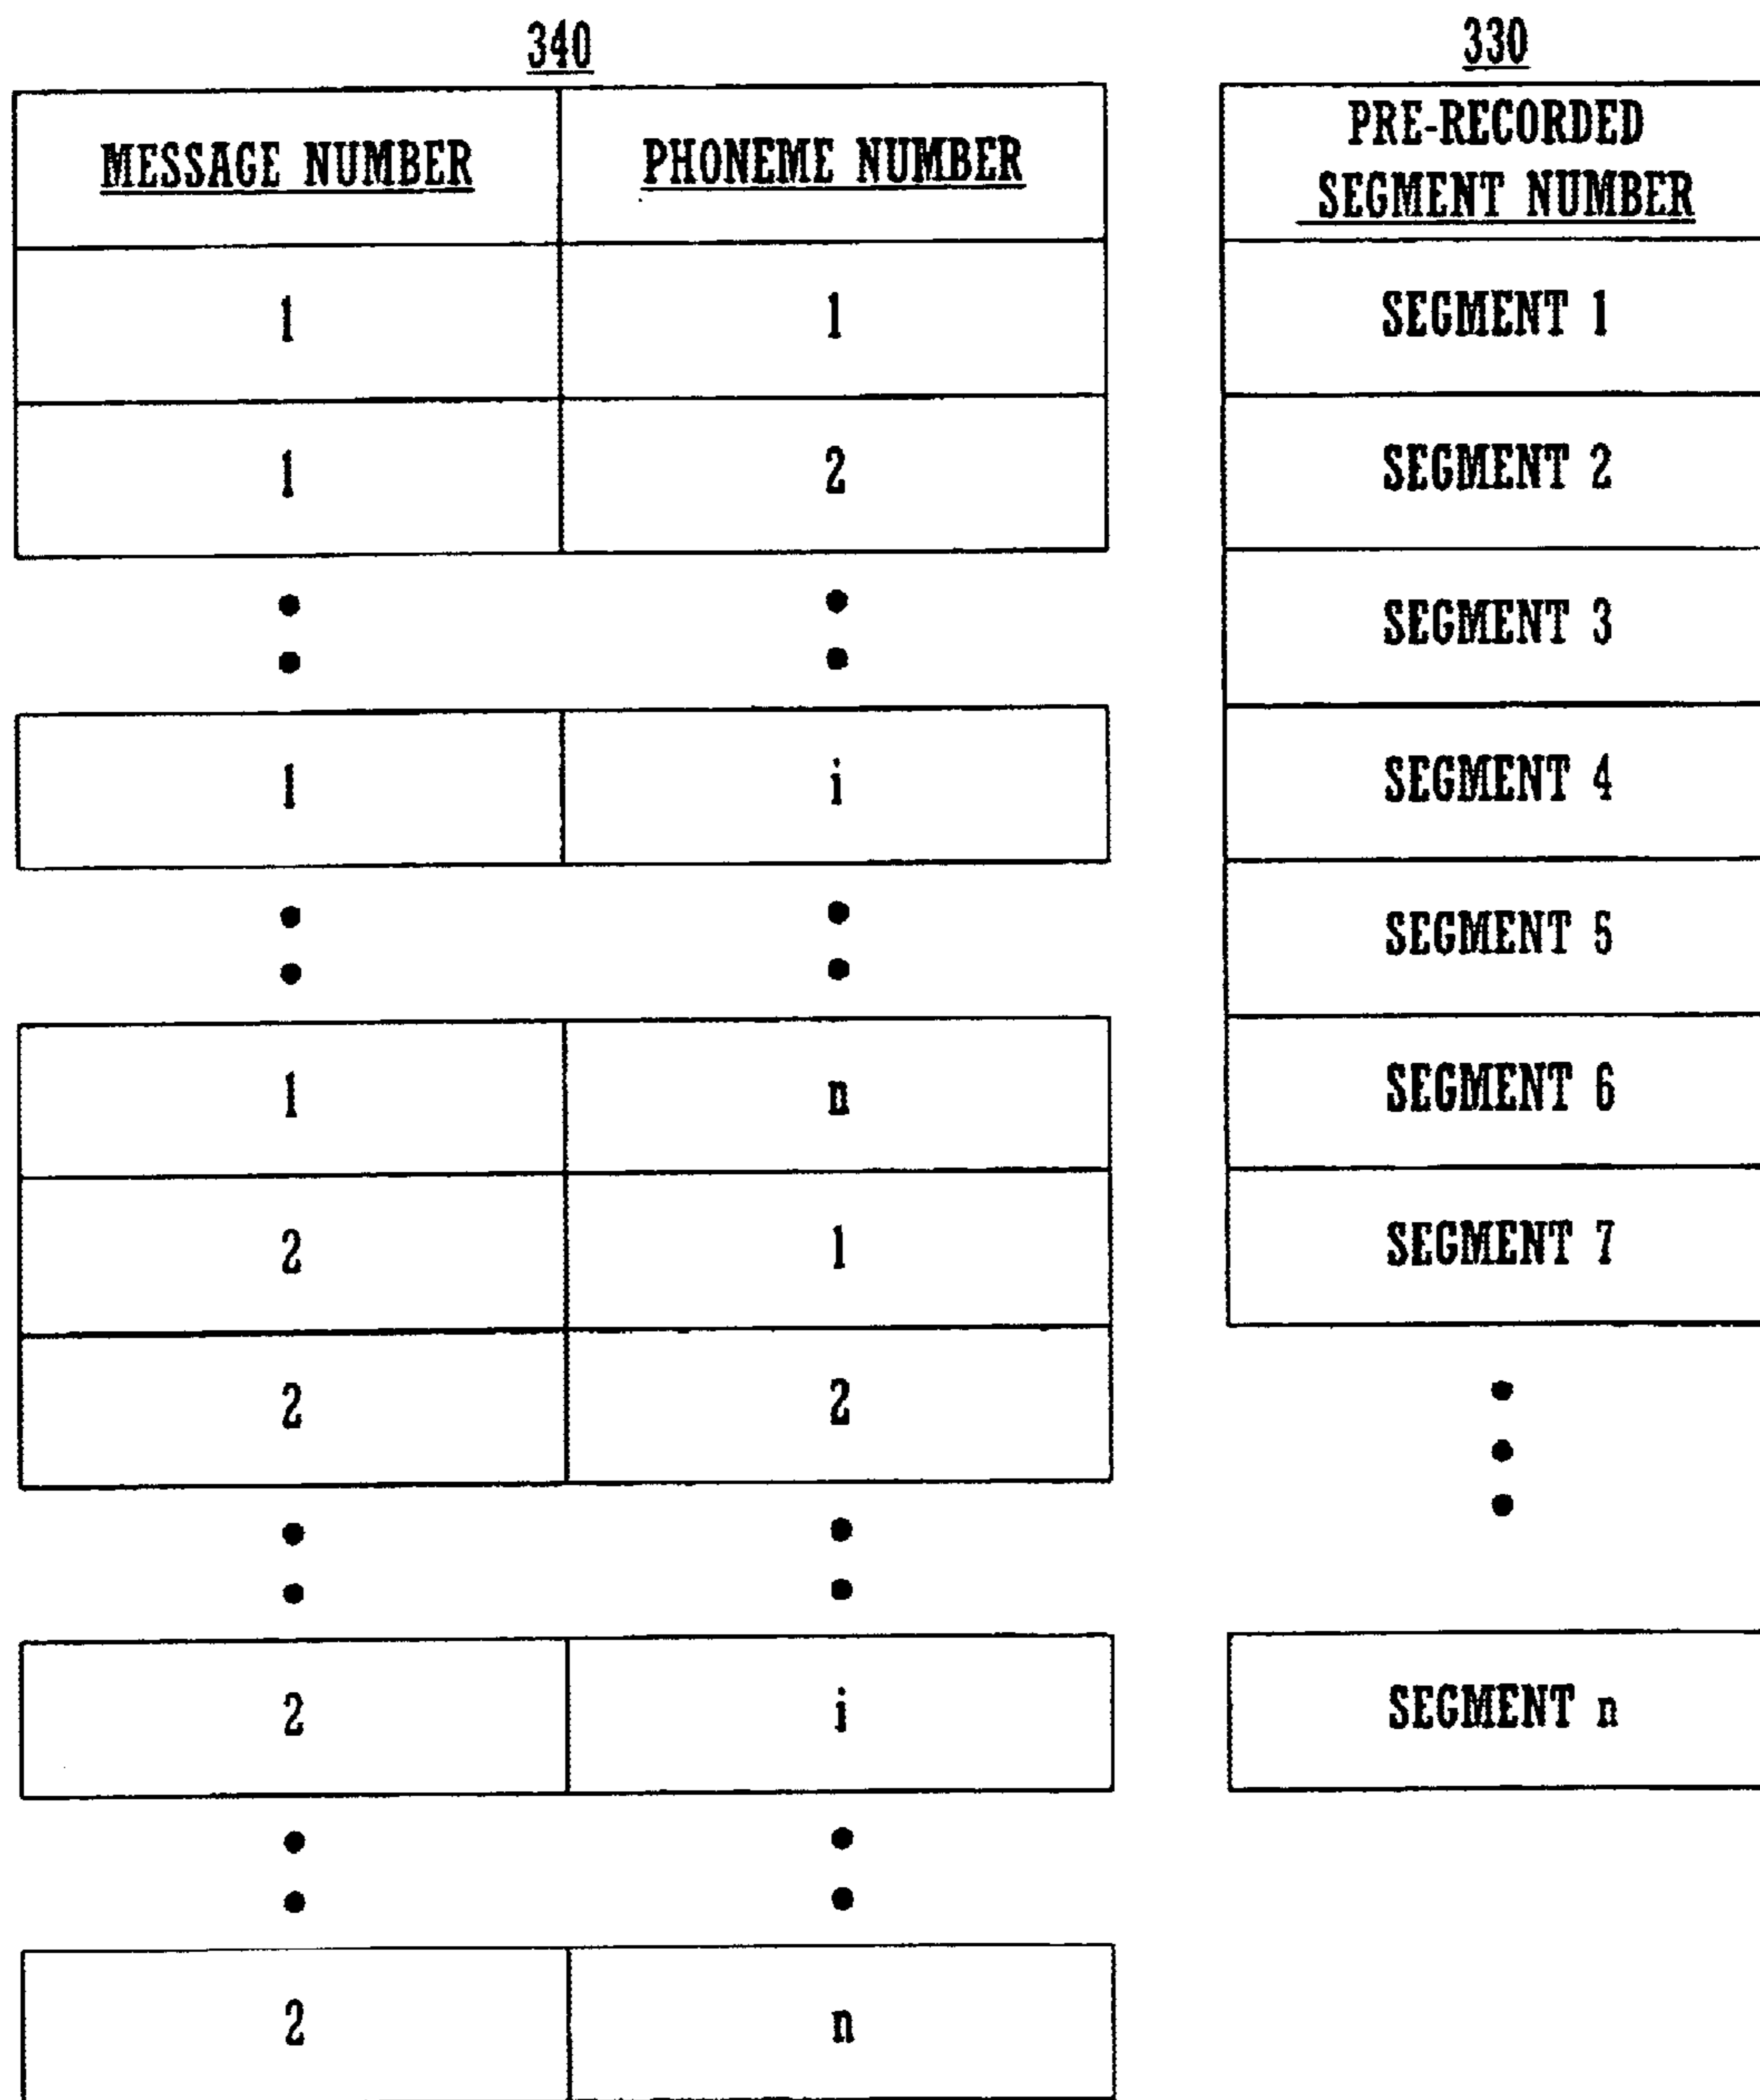 340
MESSAGE NUMBER PHONEME NUMBER
1 1
1 2
1 i
1 n
2 1
2 2
2 i
2 n
330
PRE-RECORDED
SEGMENT NUMBER
SEGMENT 1
SEGMENT 2
SEGMENT 3
SEGMENT 4
SEGMENT 5
SEGMENT 6
SEGMENT 7
SEGMENT n